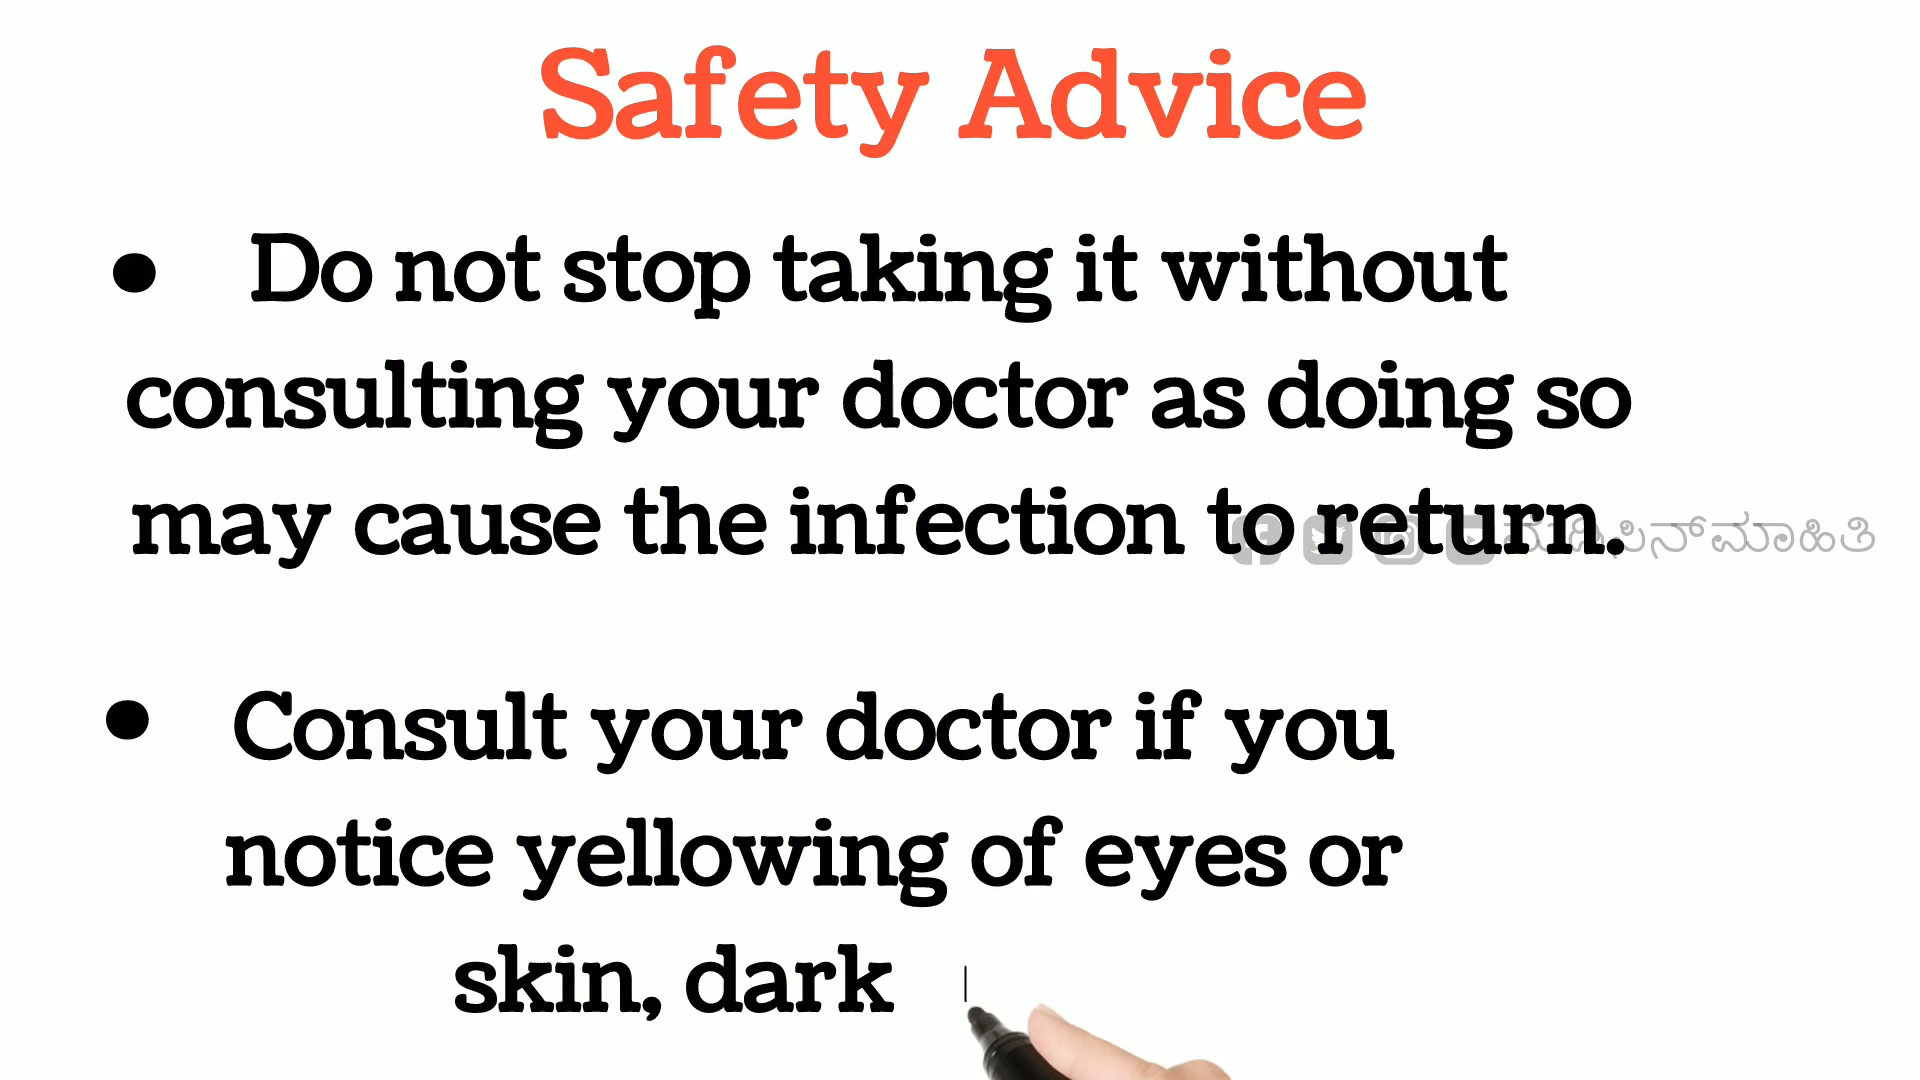 Safety Advice
● Do not stop taking it without
consulting your doctor as doing so
may cause the infection to return.
ಮಾಹಿತಿ
● Consult your doctor if you
notice yellowing of eyes or
skin, dark